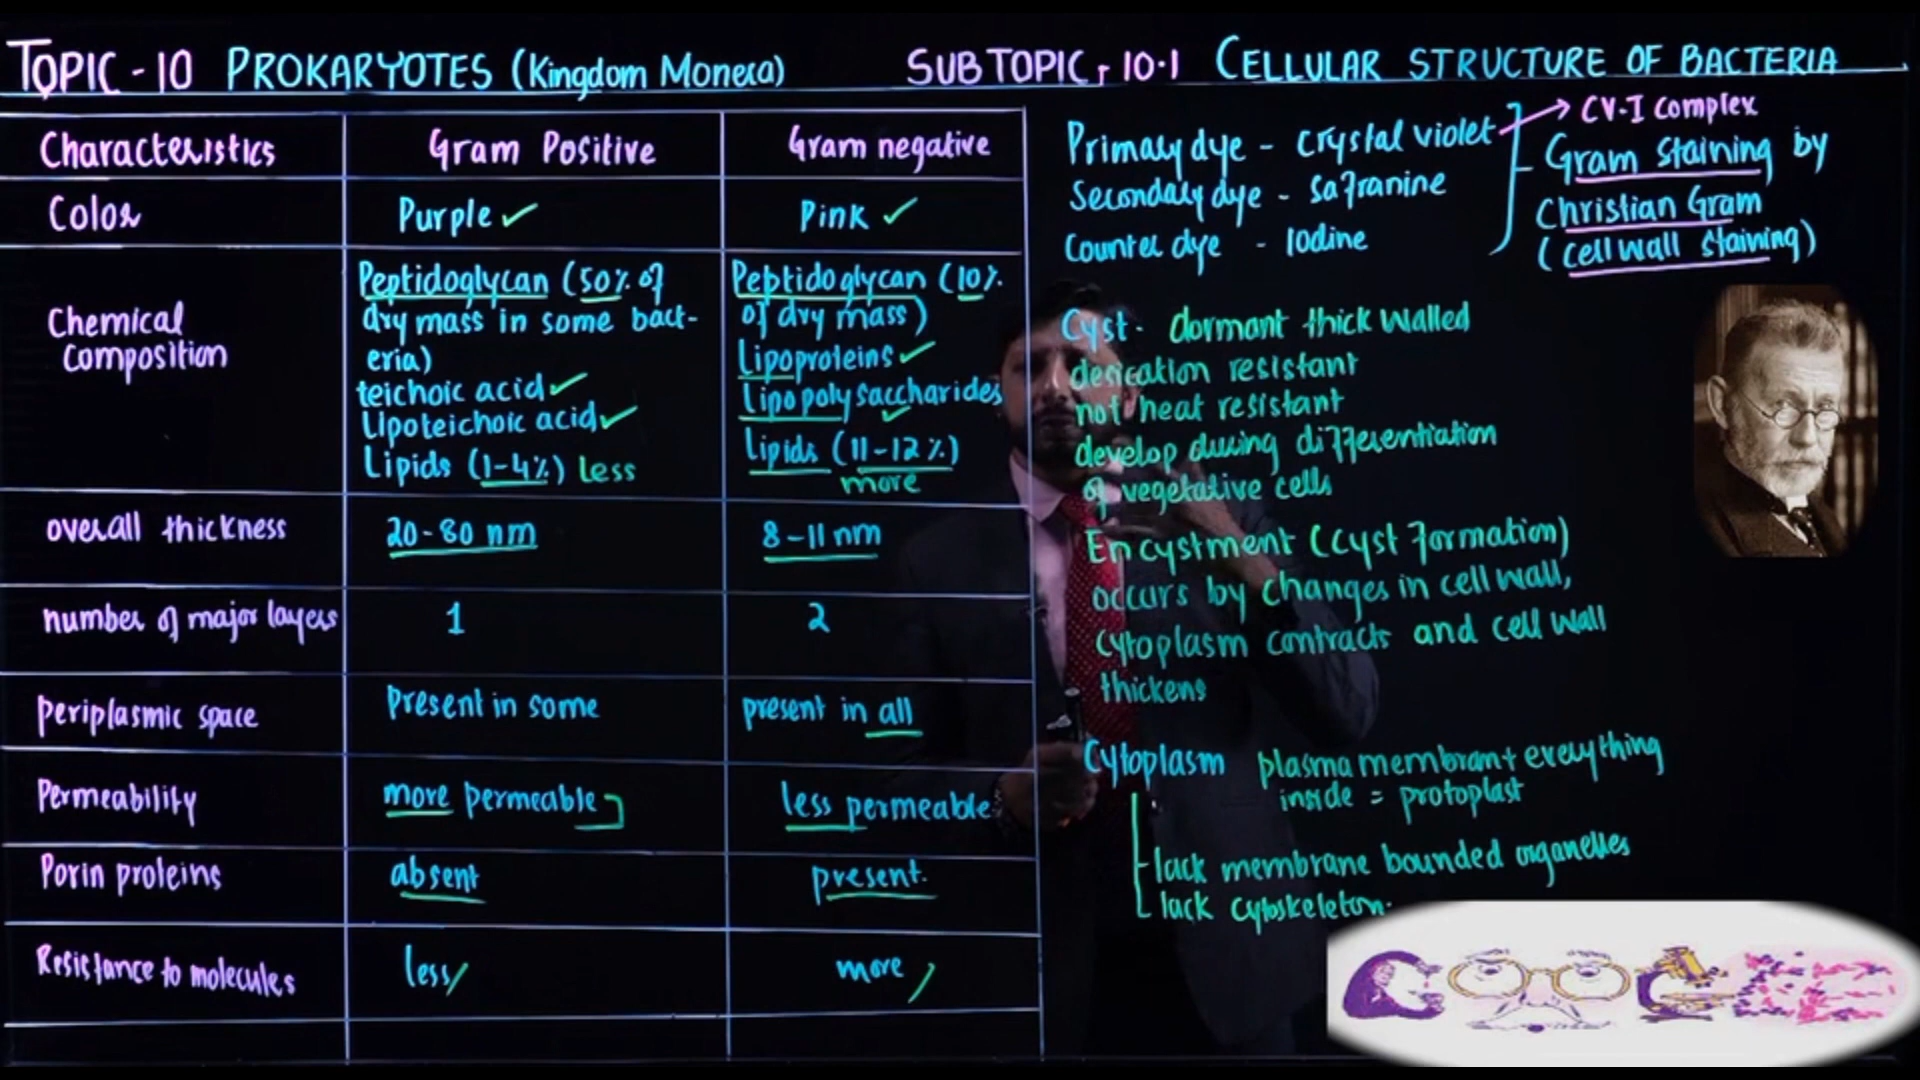 TOPIC - 10 PROKARYOTES (Kingdom Monera) SUBTOPIC - 10.1 CELLULAR STRUCTURE OF BACTERIA
Characteristics Gram Positive Gram negative
Color Purple ✓ Pink ✓
Chemical composition
Peptidoglycan (50% of
dry mass in some bact-
eria)
teichoic acid ✓
Lipoteichoic acid ✓
Lipids (1-4%) Less
Peptidoglycan (10%
of dry mass)
Lipoproteins ✓
Lipopolysaccharides ✓
Lipids (11-12%)
more
overall thickness 20-80 nm 8-11 nm
number of major layers 1 2
periplasmic space present in some present in all
Permeability more permeable less permeable
Porin proteins absent present.
Resistance to molecules less more
Primary dye - Crystal violet → CV-I complex
Secondary dye - Safranine
Counter dye - Iodine
Gram staining by
Christian Gram
(cell wall staining)
Cyst - dormant thick walled
desication resistant
not heat resistant
develop during differentiation
of vegetative cells
Encystment (Cyst formation)
occurs by changes in cell wall,
cytoplasm contracts and cell wall
thickens
Cytoplasm plasma membran+ everything
inside = protoplast
lack membrane bounded organelles
lack cytoskeleton.